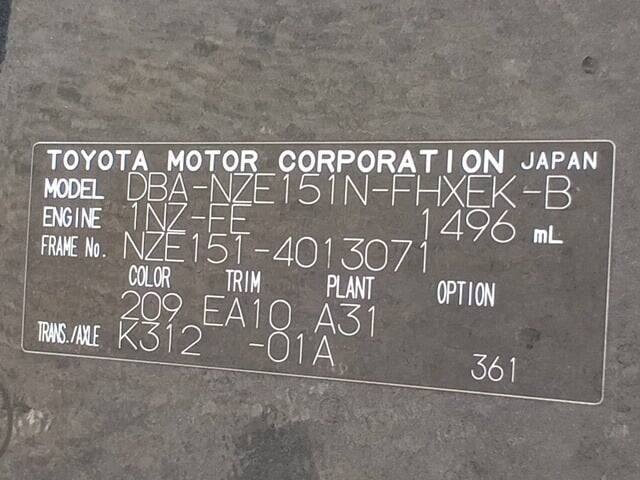 TOYOTA MOTOR CORPORATION JAPAN
MODEL DBA-NZE151N-FHXEK-B
ENGINE 1NZ-FE 1496 mL
FRAME No. NZE151-4013071
COLOR TRIM PLANT OPTION
209 EA10 A31
TRANS./AXLE K312 -01A
361